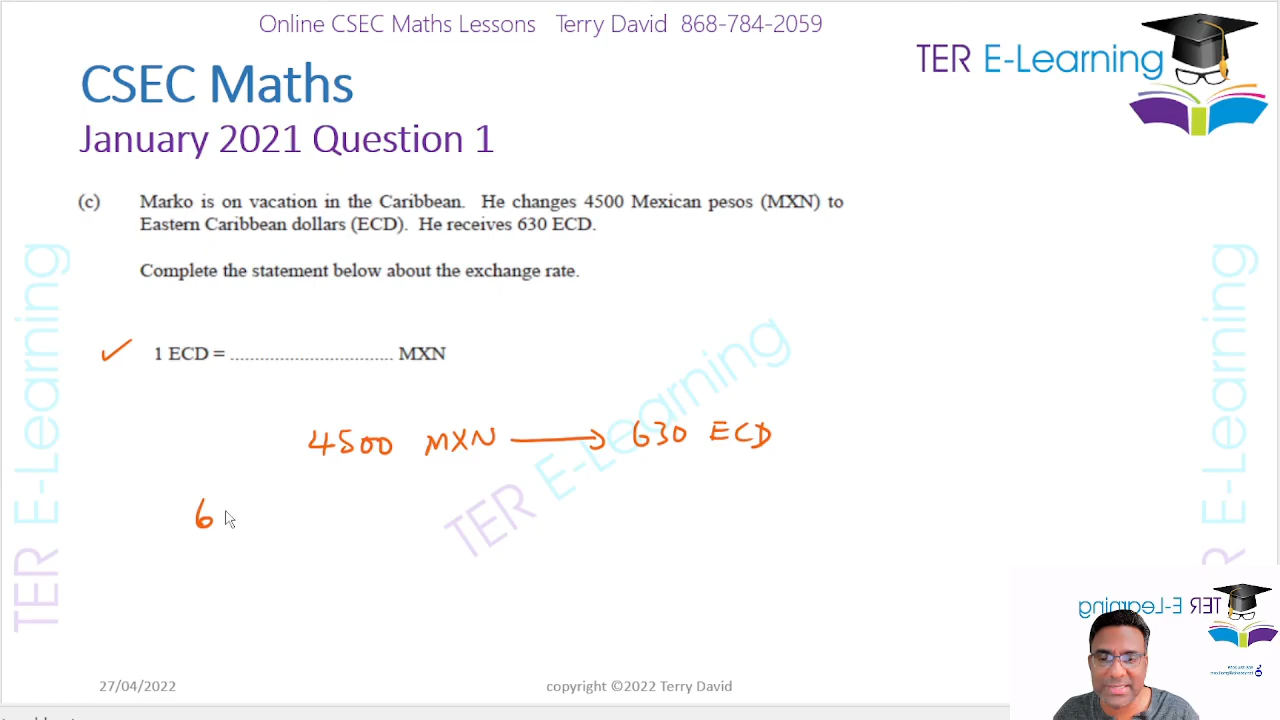 Online CSEC Maths Lessons Terry David 868-784-2059
TER E-Learning
CSEC Maths
January 2021 Question 1
(c) Marko is on vacation in the Caribbean. He changes 4500 Mexican pesos (MXN) to
Eastern Caribbean dollars (ECD). He receives 630 ECD.
Complete the statement below about the exchange rate.
1 ECD = ................................. MXN
4500 MXN → 630 ECD
6
TER E-Learning
TER E-Learning
TER E-Learning
TER E-Learning
27/04/2022
copyright ©2022 Terry David